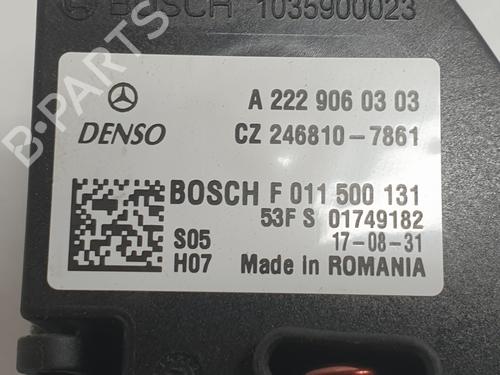 BOSCH 1035900023
A 222 906 03 03
DENSO CZ 246810-7861
BOSCH F 011 500 131
53F S 01749182
S05 17-08-31
H07 Made in ROMANIA
B-PARTS